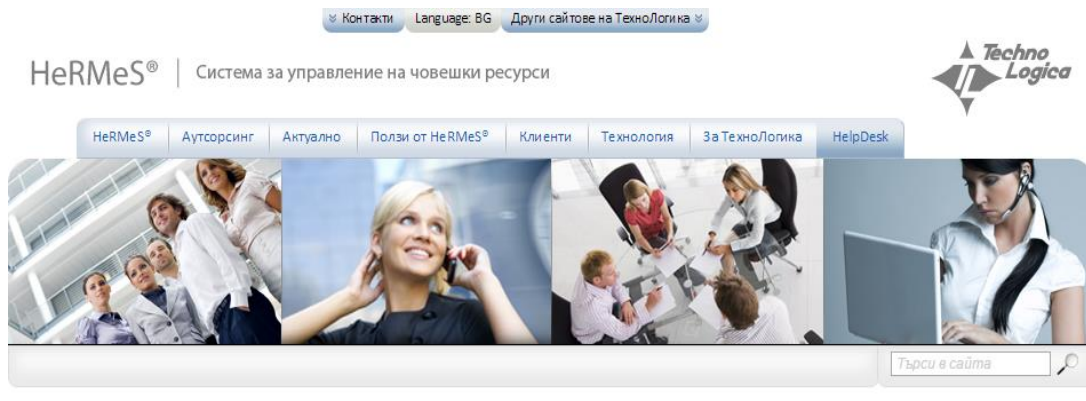 Контакти Language: BG Други сайтове на ТехноЛогика
HeRMeS® | Система за управление на човешки ресурси
Techno
Logica
HeRMeS® Аутсорсинг Актуално Ползи от HeRMeS® Клиенти Технология За ТехноЛогика HelpDesk
Търси в сайта